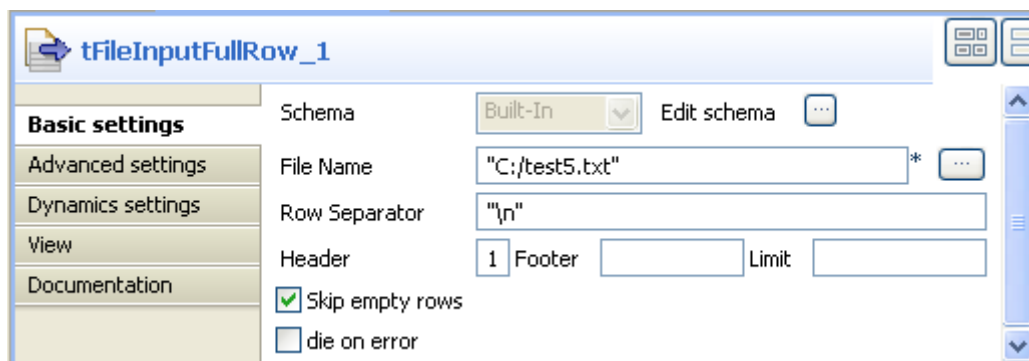 tFileInputFullRow_1
Basic settings
Advanced settings
Dynamics settings
View
Documentation
Schema Built-In Edit schema ...
File Name "C:/test5.txt" * ...
Row Separator "\n"
Header 1 Footer Limit
Skip empty rows
die on error